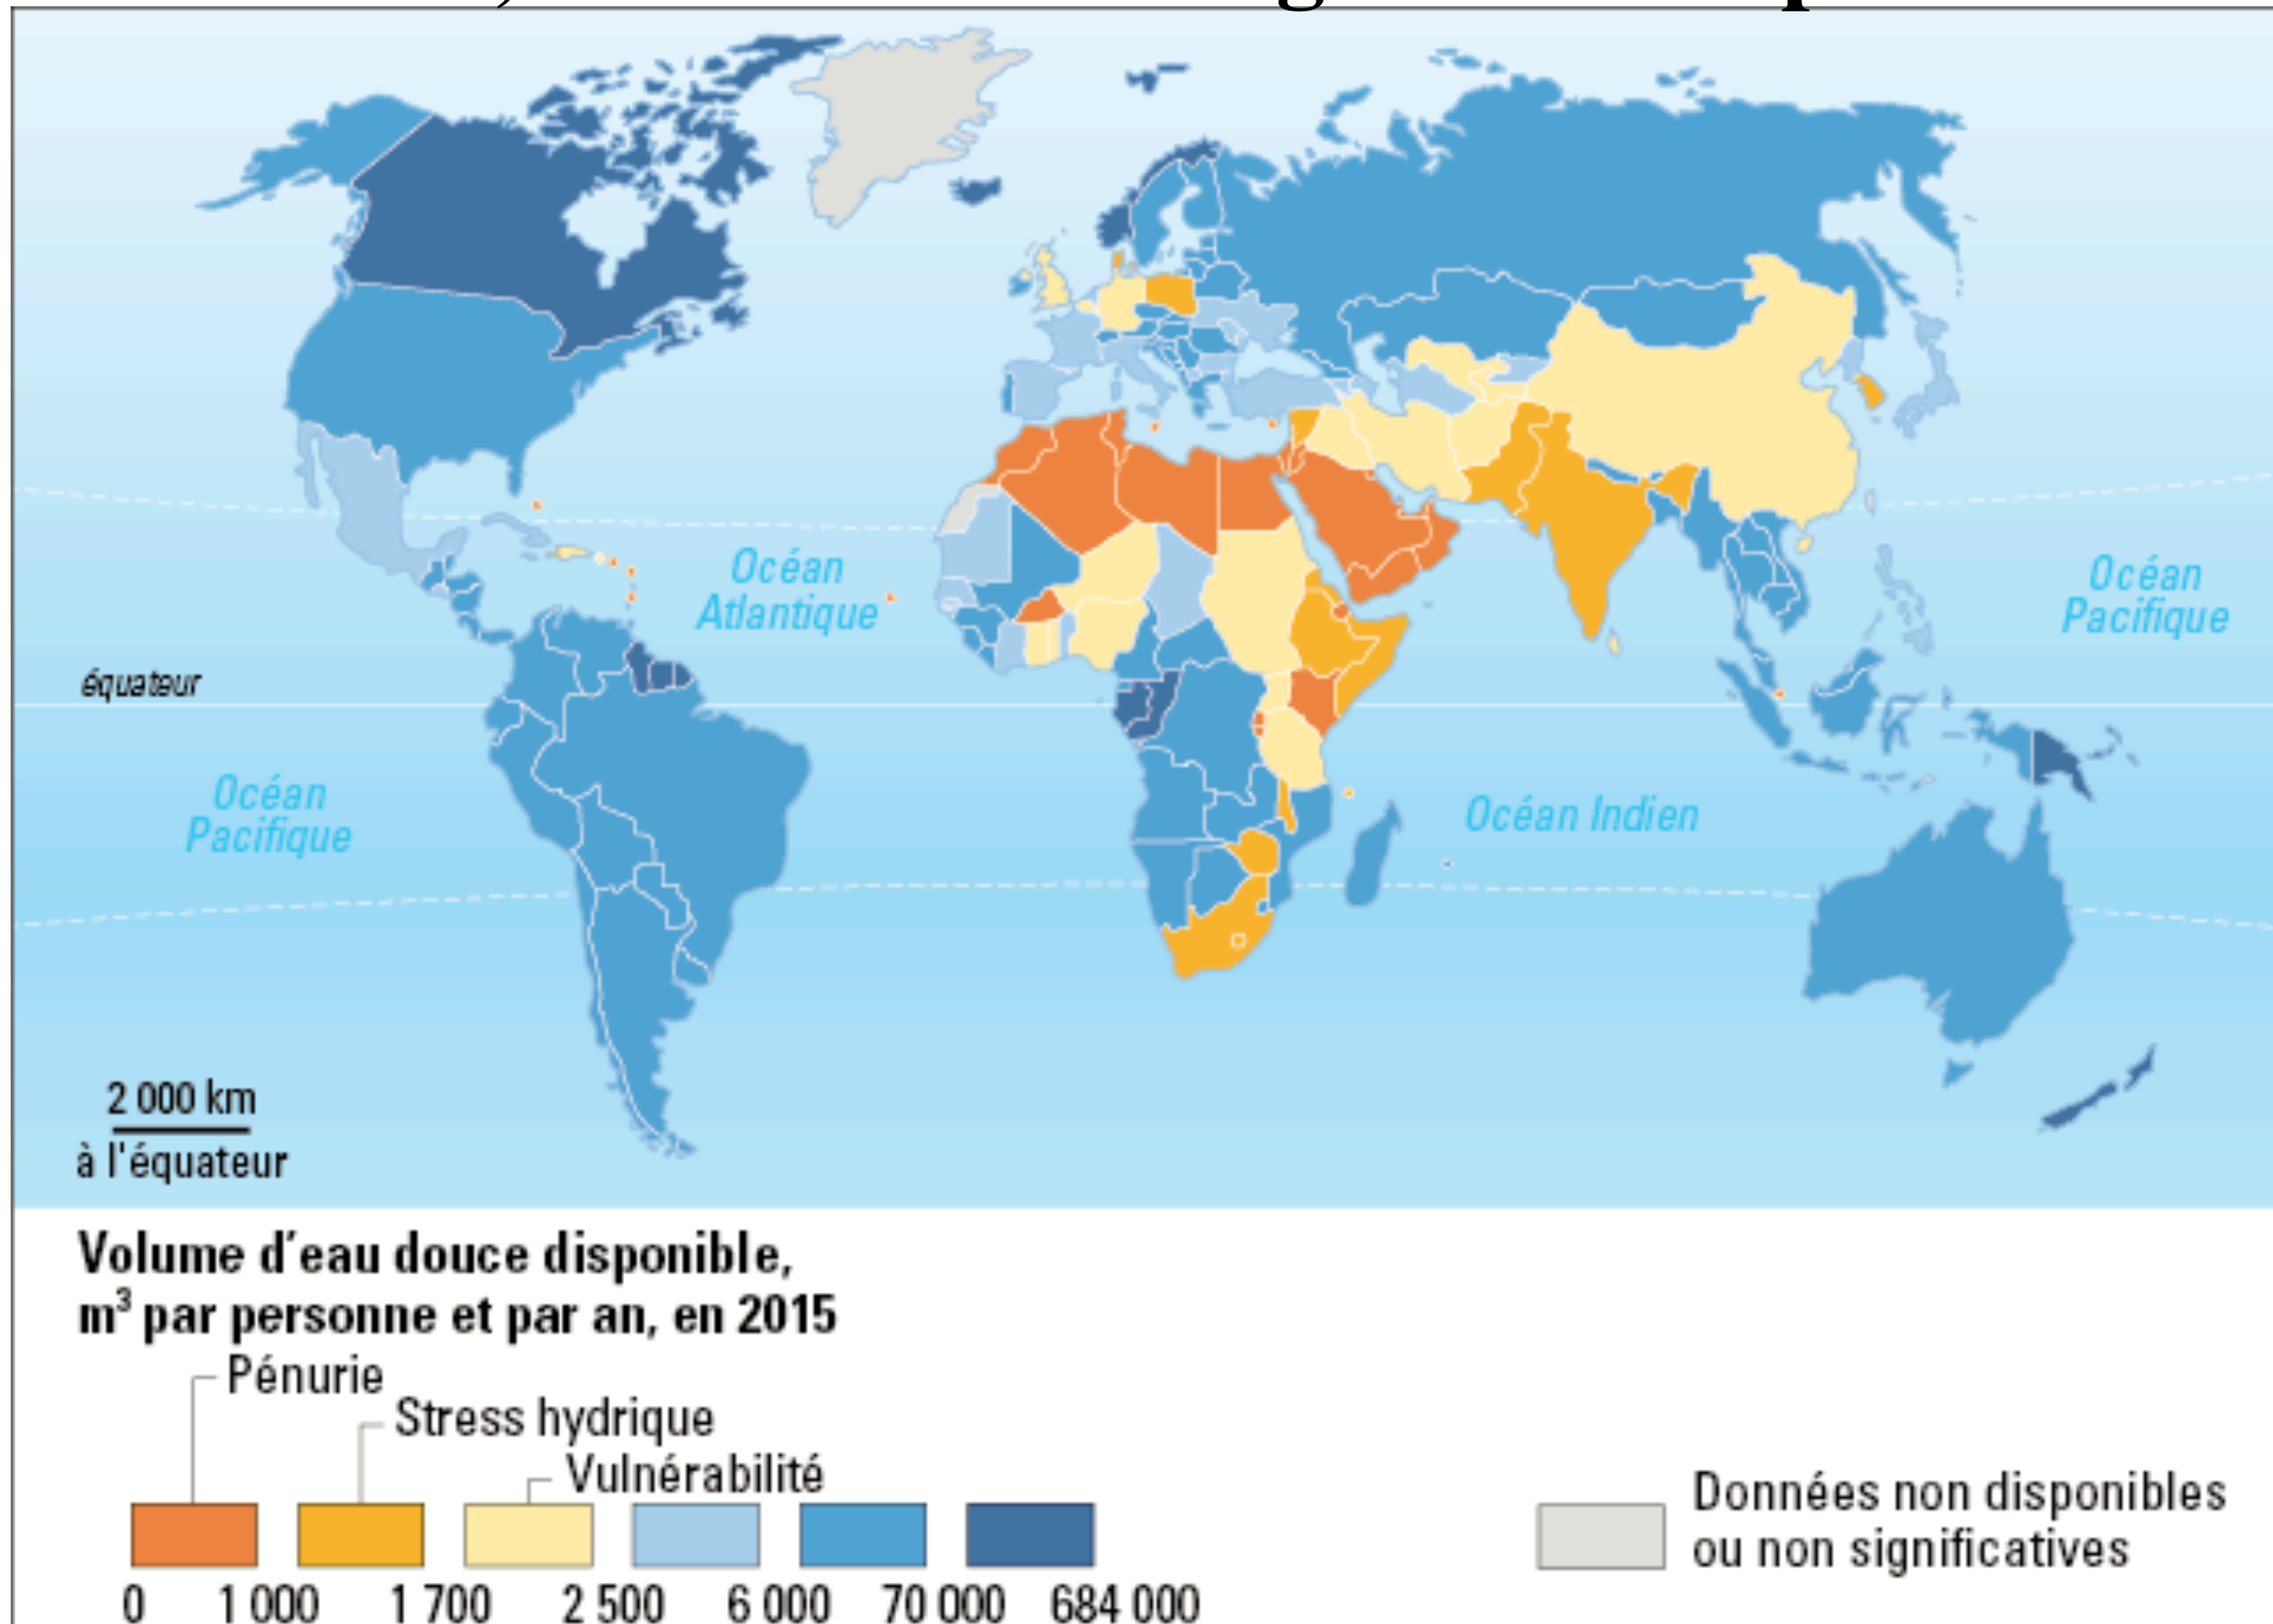 Océan
Atlantique
Océan
Pacifique
équateur
Océan
Pacifique
Océan Indien
2 000 km
à l'équateur
Volume d'eau douce disponible,
m³ par personne et par an, en 2015
Pénurie
Stress hydrique
Vulnérabilité
0 1 000 1 700 2 500 6 000 70 000 684 000
Données non disponibles
ou non significatives